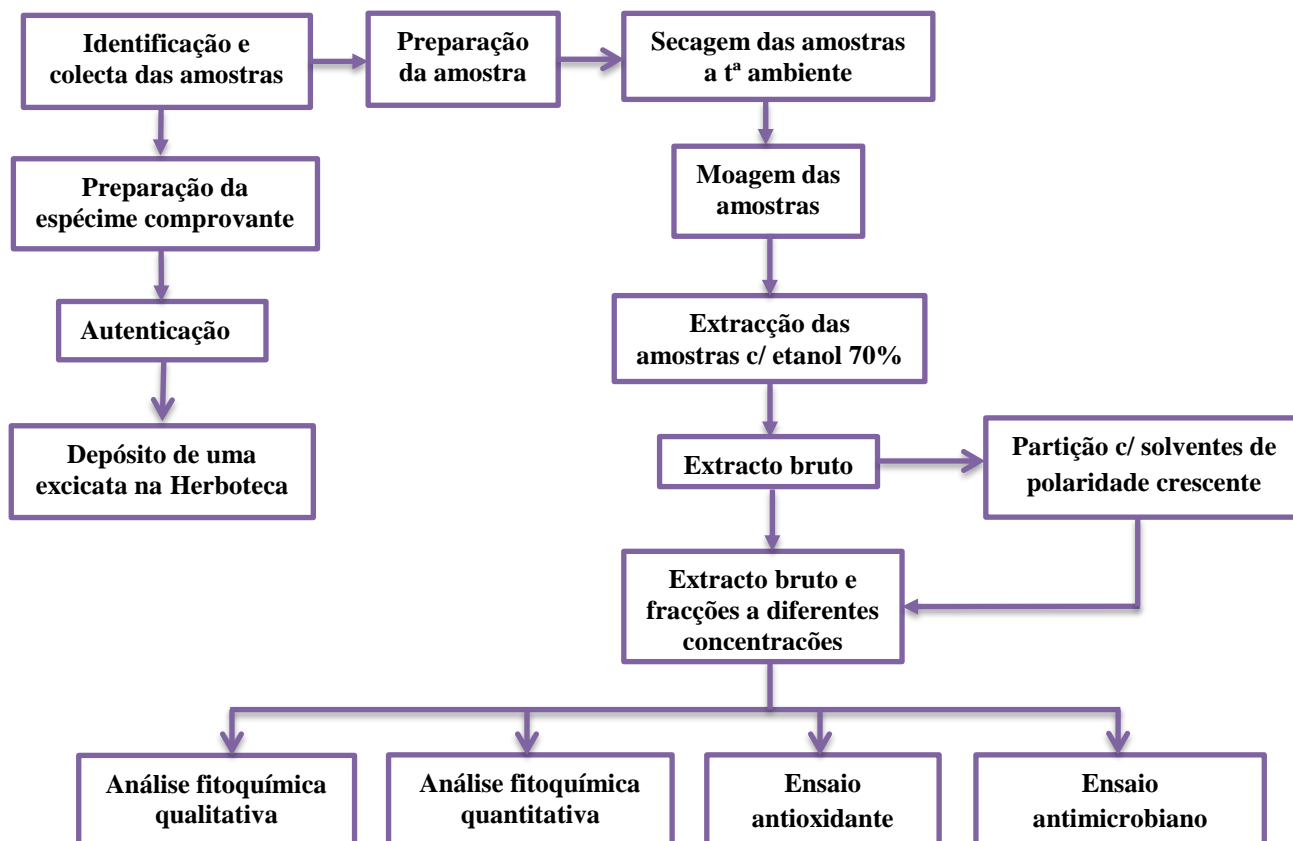 Identificação e
colecta das amostras
Preparação
da amostra
Secagem das amostras
a tª ambiente
Preparação da
espécime comprovante
Moagem das
amostras
Autenticação
Extracção das
amostras c/ etanol 70%
Depósito de uma
excicata na Herboteca
Extracto bruto
Partição c/ solventes de
polaridade crescente
Extracto bruto e
fracções a diferentes
concentracões
Análise fitoquímica
qualitativa
Análise fitoquímica
quantitativa
Ensaio
antioxidante
Ensaio
antimicrobiano